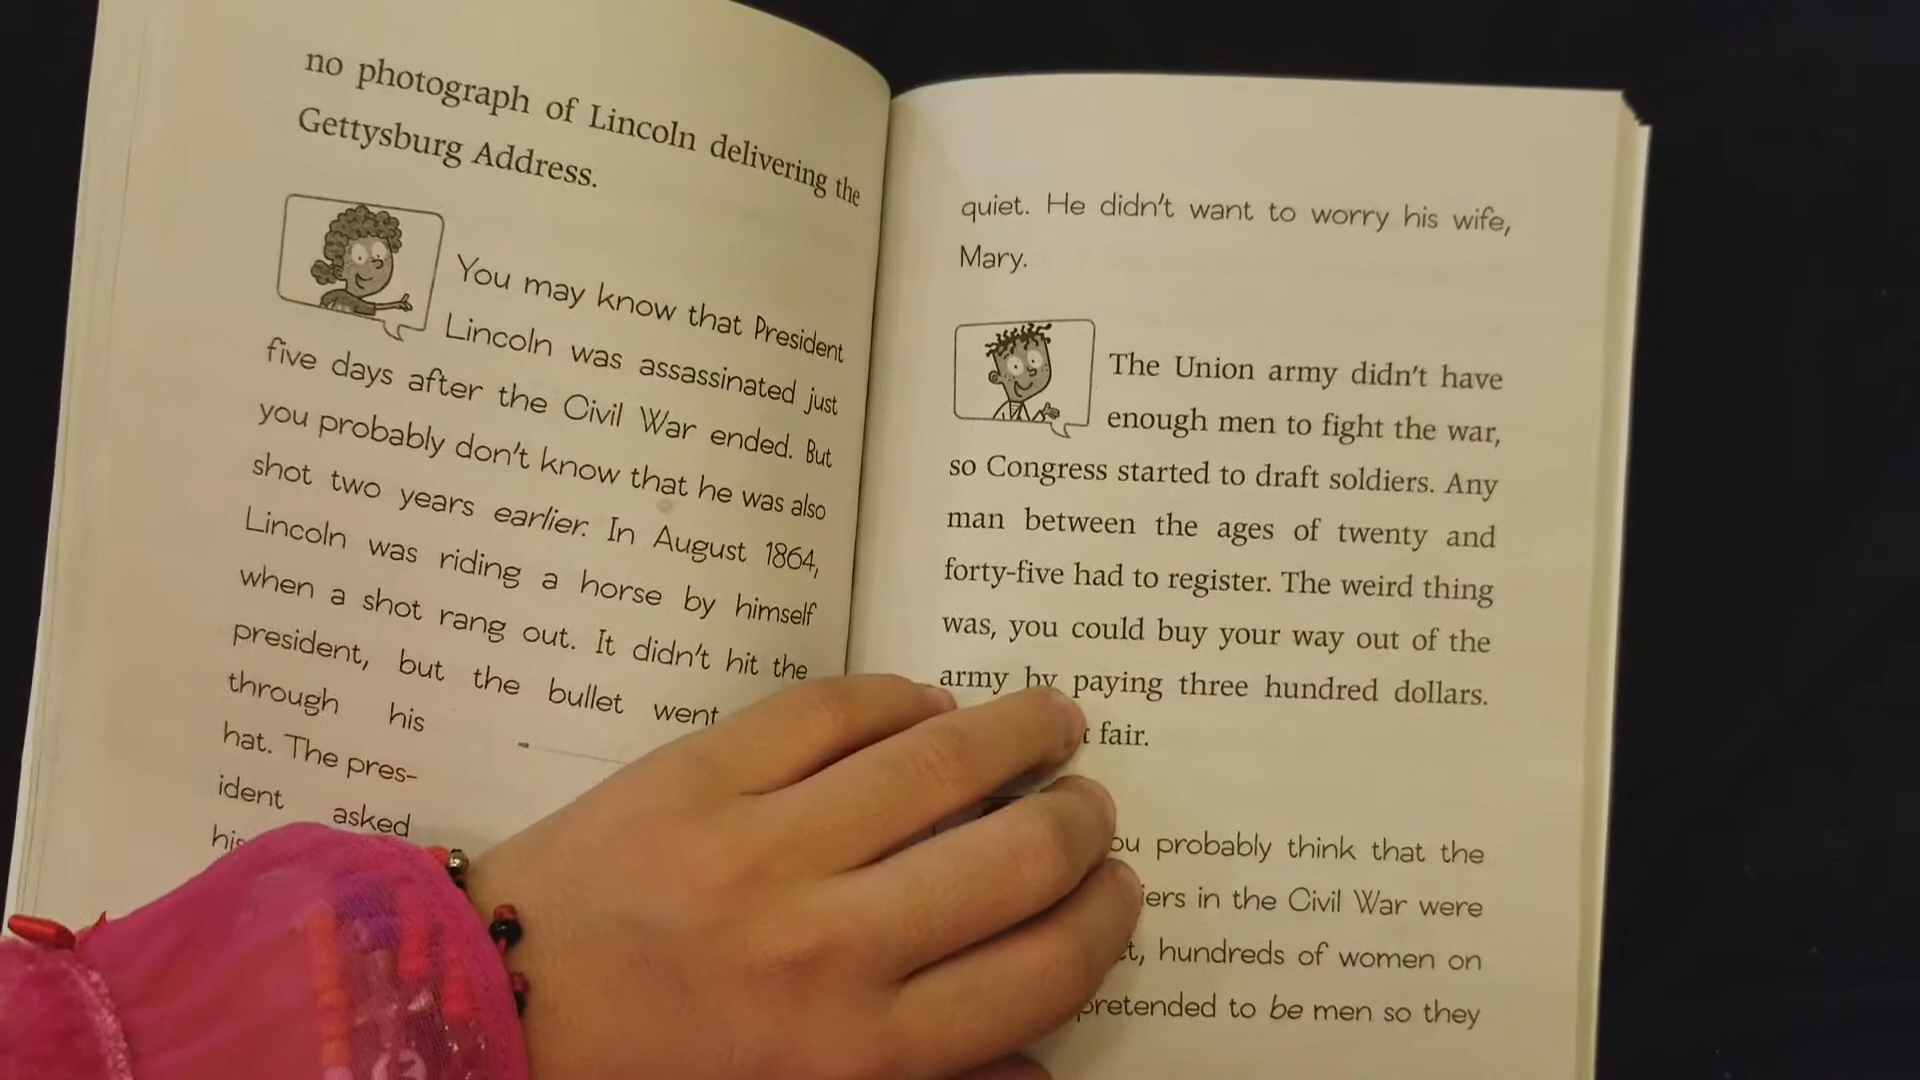 no photograph of Lincoln delivering the
Gettysburg Address.
You may know that President
Lincoln was assassinated just
five days after the Civil War ended. But
you probably don't know that he was also
shot two years earlier. In August 1864,
Lincoln was riding a horse by himself
when a shot rang out. It didn't hit the
president, but the bullet went
through his
hat. The pres-
ident asked
his
quiet. He didn't want to worry his wife,
Mary.
The Union army didn't have
enough men to fight the war,
so Congress started to draft soldiers. Any
man between the ages of twenty and
forty-five had to register. The weird thing
was, you could buy your way out of the
army by paying three hundred dollars.
fair.
probably think that the
in the Civil War were
hundreds of women on
pretended to be men so they